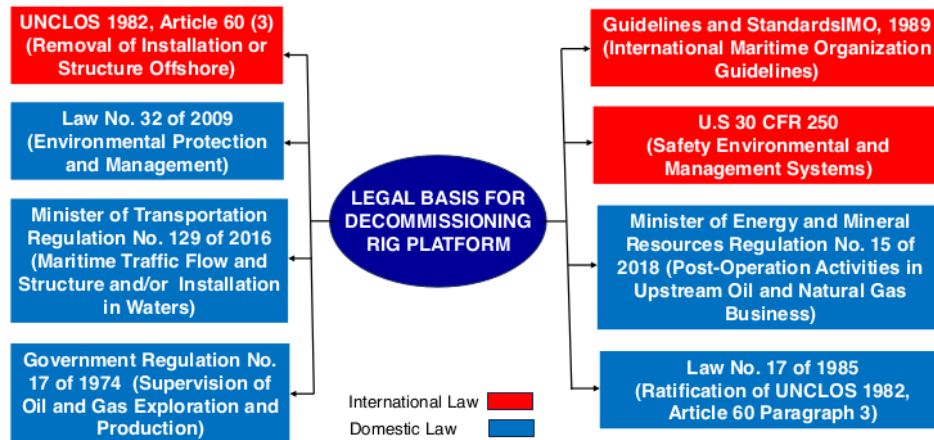 UNCLOS 1982, Article 60 (3)
(Removal of Installation or
Structure Offshore)
Law No. 32 of 2009
(Environmental Protection
and Management)
Minister of Transportation
Regulation No. 129 of 2016
(Maritime Traffic Flow and
Structure and/or Installation
in Waters)
Government Regulation No.
17 of 1974 (Supervision of
Oil and Gas Exploration and
Production)
LEGAL BASIS FOR
DECOMMISSIONING
RIG PLATFORM
Guidelines and StandardsIMO, 1989
(International Maritime Organization
Guidelines)
U.S 30 CFR 250
(Safety Environmental and
Management Systems)
Minister of Energy and Mineral
Resources Regulation No. 15 of
2018 (Post-Operation Activities in
Upstream Oil and Natural Gas
Business)
Law No. 17 of 1985
(Ratification of UNCLOS 1982,
Article 60 Paragraph 3)
International Law
Domestic Law